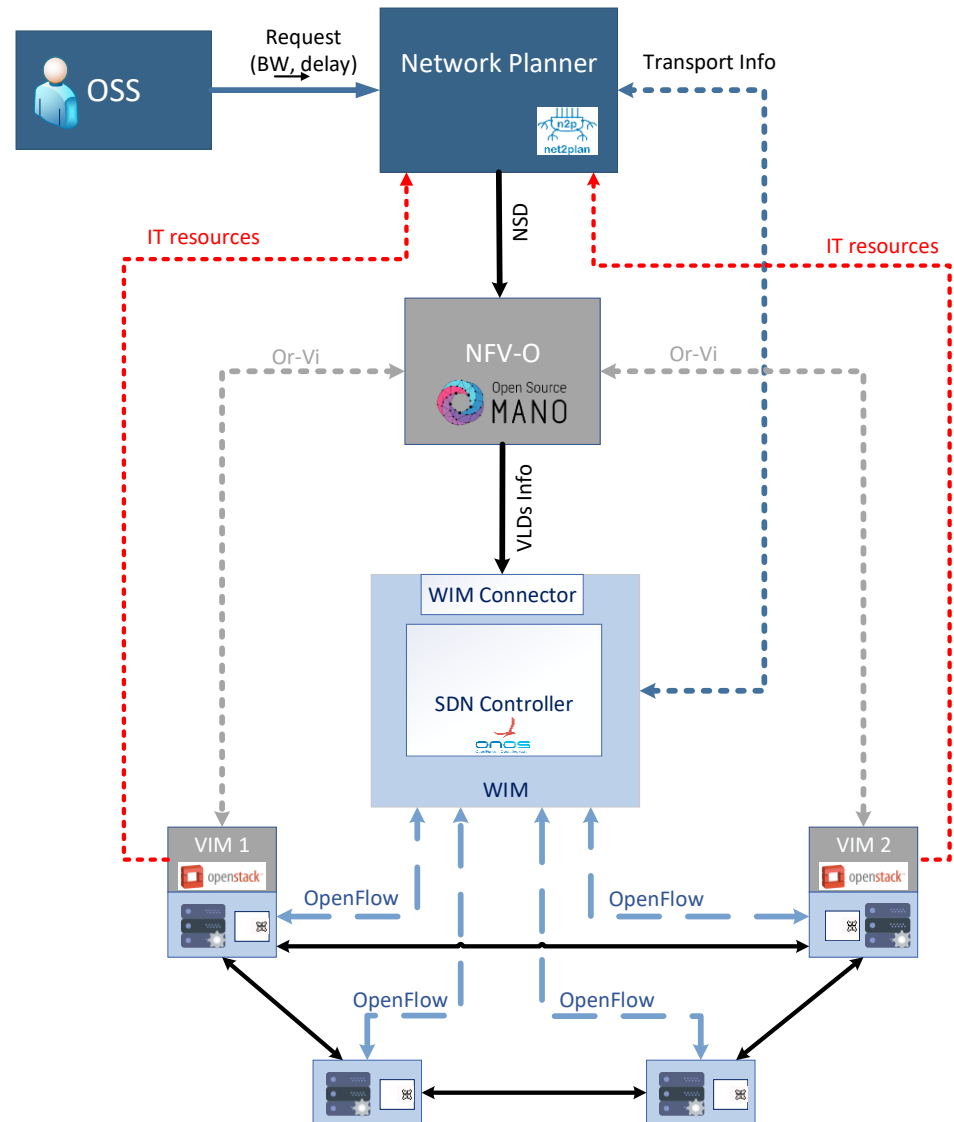 OSS
Request
(BW, delay)
Network Planner
n2p
net2plan
Transport Info
IT resources
IT resources
NSD
Or-Vi
Or-Vi
NFV-O
Open Source
MANO
VLDs Info
WIM Connector
SDN Controller
onos
WIM
VIM 1
openstack
VIM 2
openstack
OpenFlow
OpenFlow
OpenFlow
OpenFlow